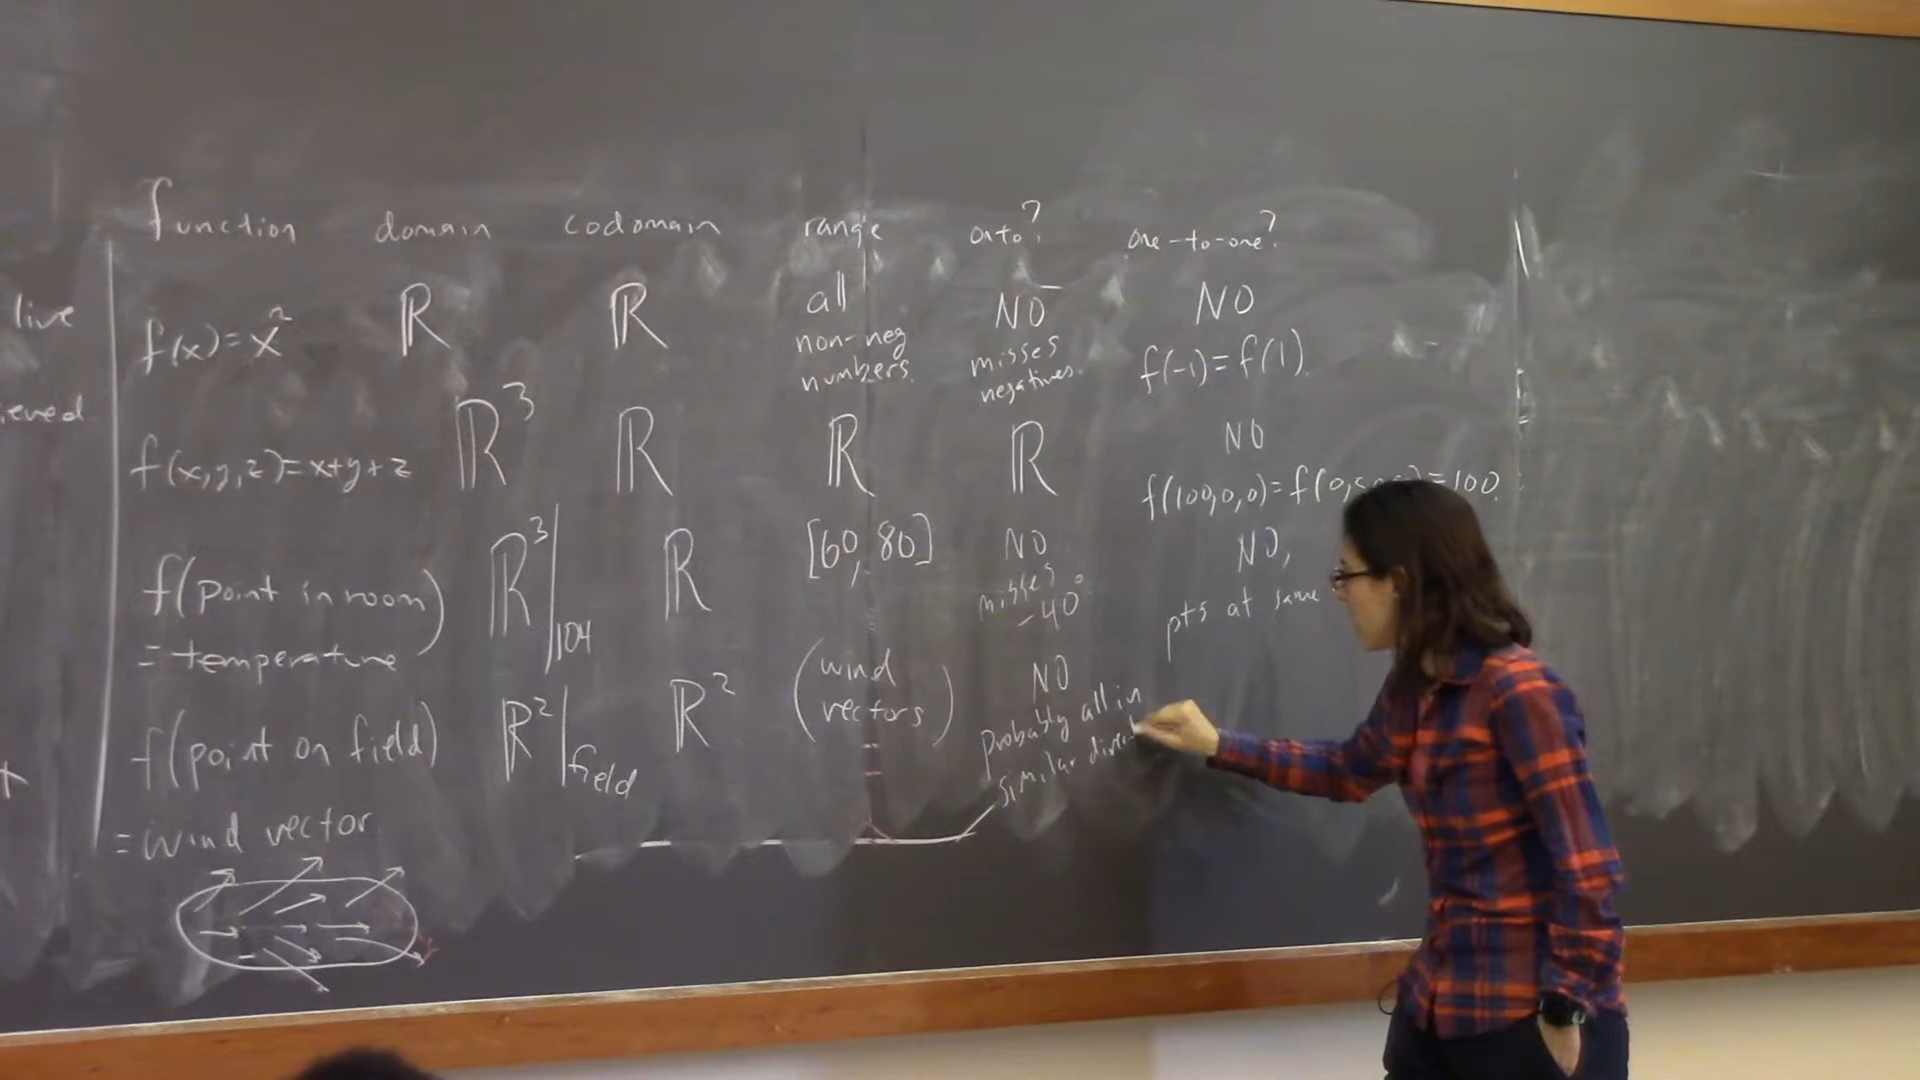 live
ieved
function domain codomain range onto? one-to-one?
f(x)=x² ℝ ℝ all non-neg numbers. NO misses negatives. NO f(-1)=f(1)
f(x,y,z)=x+y+z ℝ³ ℝ ℝ ℝ NO f(100,0,0)=f(0, =100.
f(point in room) = temperature ℝ³|104 ℝ [60,80] NO misses -40° NO, pts at same
f(point on field) = wind vector ℝ²|field ℝ² (wind vectors) NO Probably all in similar direct